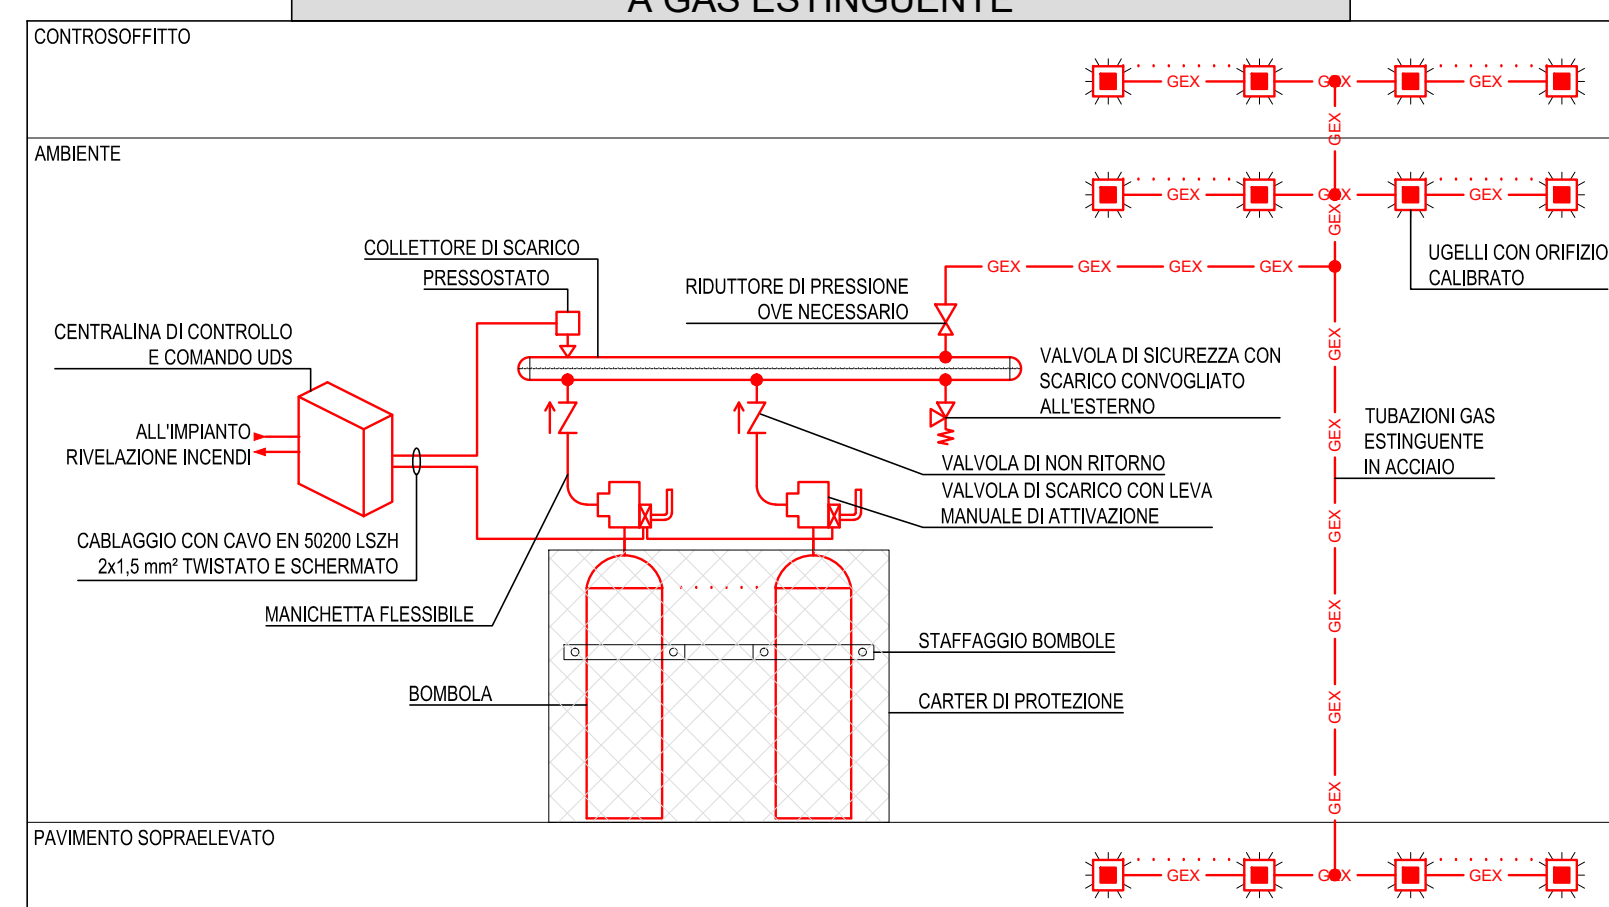 A GAS ESTINGUENTE
CONTROSOFFITTO
GEX GEX GEX
GEX
AMBIENTE
GEX GEX GEX
GEX
COLLETTORE DI SCARICO
PRESSOSTATO
RIDUTTORE DI PRESSIONE
OVE NECESSARIO
GEX GEX GEX GEX
UGELLI CON ORIFIZIO
CALIBRATO
CENTRALINA DI CONTROLLO
E COMANDO UDS
VALVOLA DI SICUREZZA CON
SCARICO CONVOGLIATO
ALL'ESTERNO
GEX
ALL'IMPIANTO
RIVELAZIONE INCENDI
TUBAZIONI GAS
ESTINGUENTE
IN ACCIAIO
GEX
VALVOLA DI NON RITORNO
VALVOLA DI SCARICO CON LEVA
MANUALE DI ATTIVAZIONE
GEX
CABLAGGIO CON CAVO EN 50200 LSZH
2x1,5 mm² TWISTATO E SCHERMATO
MANICHETTA FLESSIBILE
GEX
STAFFAGGIO BOMBOLE
BOMBOLA
CARTER DI PROTEZIONE
GEX
GEX
PAVIMENTO SOPRAELEVATO
GEX GEX GEX